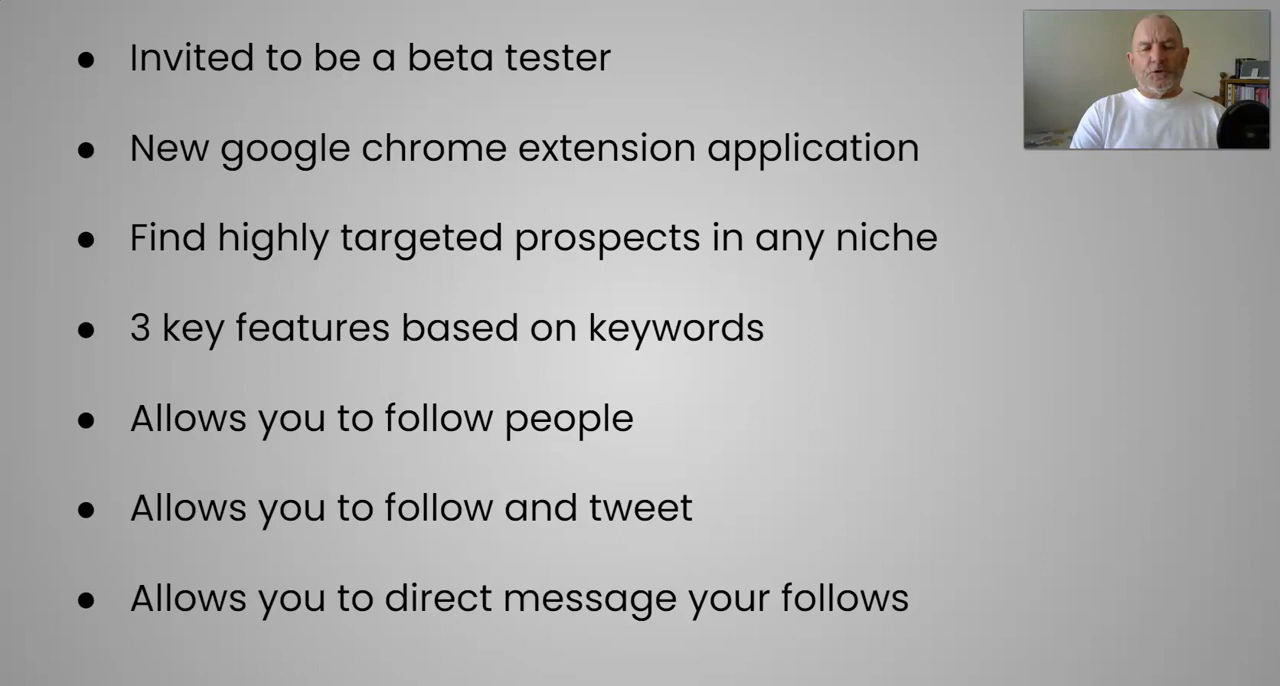 ● Invited to be a beta tester
● New google chrome extension application
● Find highly targeted prospects in any niche
● 3 key features based on keywords
● Allows you to follow people
● Allows you to follow and tweet
● Allows you to direct message your follows